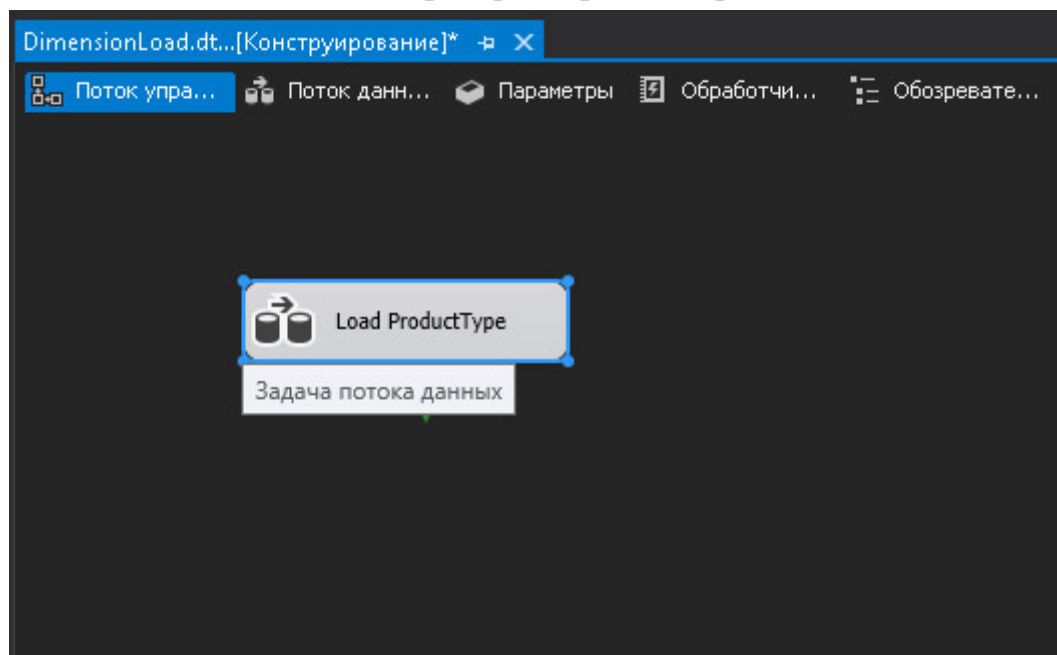 DimensionLoad.dt...[Конструирование]*
Поток упра... Поток данн... Параметры Обработчи... Обозревате...
Load ProductType
Задача потока данных